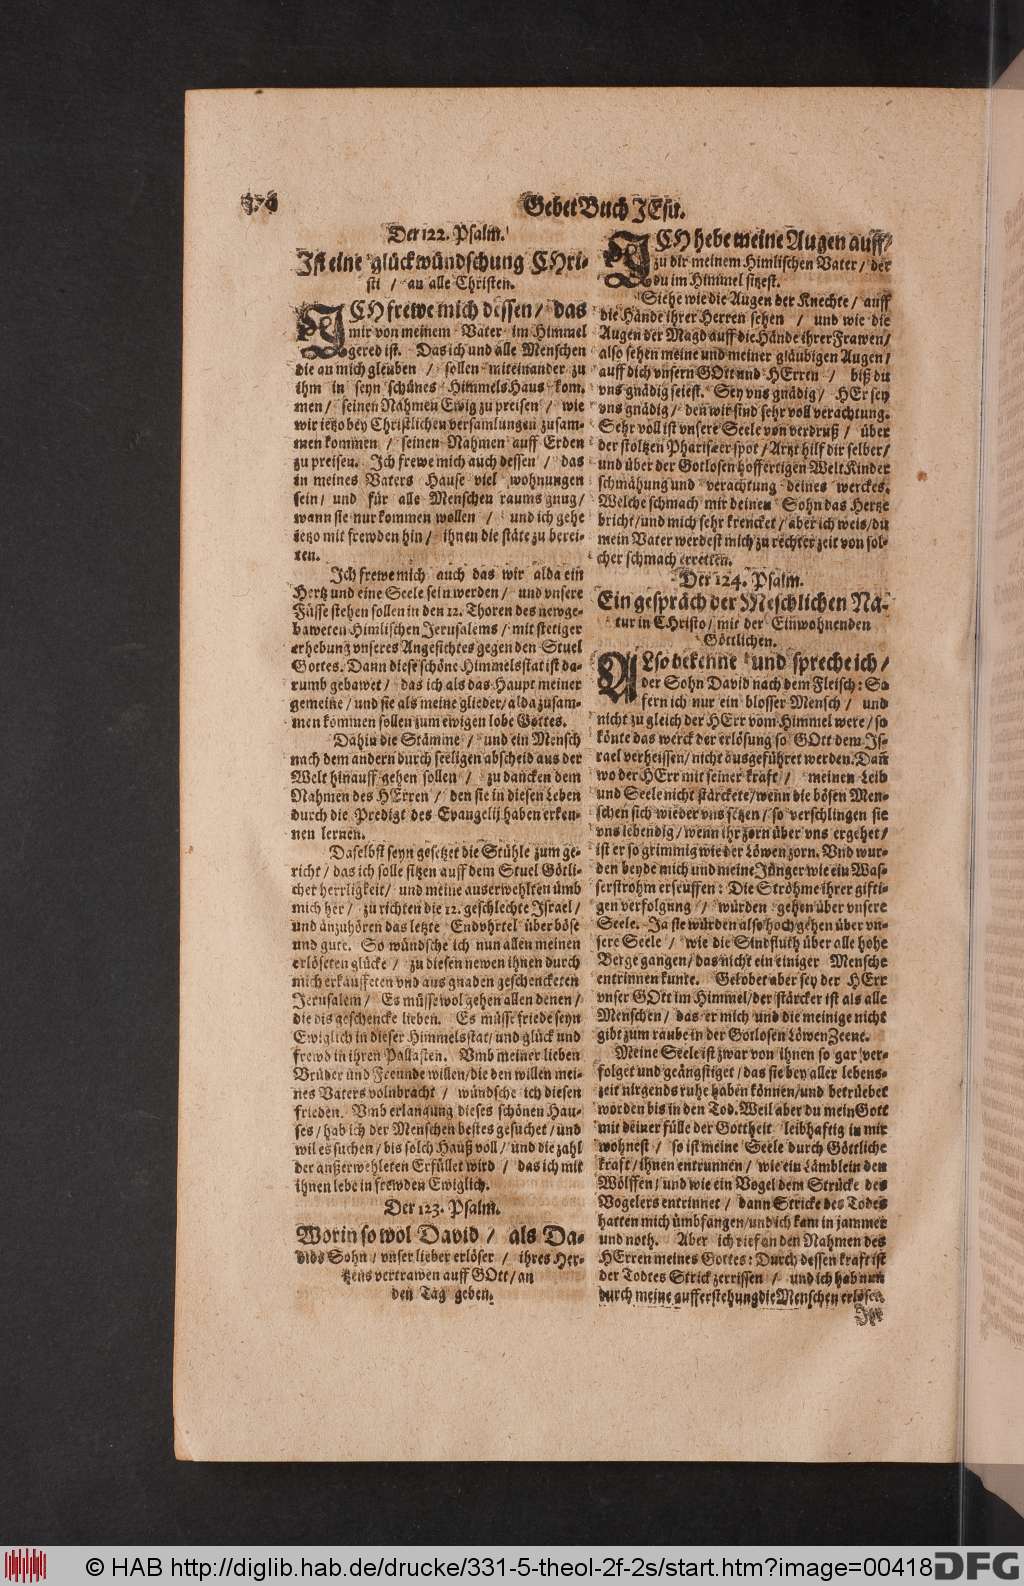 Gebet Buch JEsu.
Der 122. Psalm.
Jst eine glückwündschung CHri-
sti / an alle Christen.
JCH frewe mich dessen / das
mir von meinem Vater im Himmel
gered ist. Das ich und alle Menschen
die an mich gleuben / sollen miteinander zu
ihm in seyn schünes HimmelsHaus kom,
men / seinen Nahmen Ewig zu preisen / wie
wir ietzo bey Christlichen versamlungen zusam-
men kommen / seinen Nahmen auff Erden
zu preisen. Jch frewe mich auch dessen / das
in meines Vaters Hause viel wohnungen
sein / und für alle Menschen raums gnug /
wann sie nur kommen wollen / und ich gehe
ietzo mit frewden hin / ihnen die stäte zu berei-
ten.
Jch frewe mich auch das wir alda ein
Hertz und eine Seele sein werden / und unsere
Füsse stehen sollen in den 12. Thoren des newge-
baweten Himlischen Jerusalems / mit stetiger
erhebung unseres Angesichtes gegen den Stuel
Gottes. Dann diese schöne Himmelsstat ist da-
rumb gebawet / das ich als das Haupt meiner
gemeine / und sie als meine glieder / alda zusam-
men kommen sollen zum ewigen lobe Gottes.
Dahin die Stämme / und ein Mensch
nach dem andern durch seeligen abscheid aus der
Welt hinauff gehen sollen / zu dancken dem
Nahmen des HErren / den sie in diesen Leben
durch die Predigt des Evangelij haben erken-
nen lernen.
Daselbst seyn gesetzet die Stühle zum ge-
richt / das ich solle sitzen auff dem Stuel Götli-
cher herrligkeit / und meine auserwehlten ümb
mich her / zu richten die 12. geschlechte Jsrael /
und anzuhören das letzte Endvhrtel über böse
und gute. So wündsche ich nun allen meinen
erlöseten glücke / zu diesen newen ihnen durch
mich erkaufften vnd aus gnaden geschencketen
Jerusalem / Es müsse wol gehen allen denen /
die dis geschencke lieben. Es müsse friede seyn
Ewiglich in dieser Himmelsstat / und glück und
frewd in ihren Pallasten. Vmb meiner lieben
Brüder und Freunde willen / die den willen mei-
nes Vaters volnbracht / wündsche ich diesen
frieden. Vmb erlangung dieses schönen Hau-
ses / hab ich der Menschen bestes gesuchet / und
wil es suchen / bis solch Hauß voll / und die zahl
der außerwehleten Erfüllet wird / das ich mit
ihnen lebe in frewden Ewiglich.
Der 123. Psalm.
Worin so wol David / als Da-
vids Sohn / unser lieber erlöser / ihres Her-
tzens vertrawen auff GOtt / an
den Tag geben.
JCH hebe meine Augen auff /
zu dir meinem Himlischen Vater / der
du im Himmel sitzest.
Siehe wie die Augen der Knechte / auff
die Hände ihrer Herren sehen / und wie die
Augen der Magd auff die Hände ihrer Frawen /
also sehen meine und meiner gläubigen Augen /
auff dich unsern GOtt und HErren / biß du
vns gnädig seiest. Sey vns gnädig / HErsey
vns gnädig / den wir sind sehr voll verachtung.
Sehr voll ist vnsere Seele von verdruß / über
der stoltzen Phariseer spot / Artzt hilf dir selber /
und über der Gotlosen hoffertigen Welt Kinder
schmähung und verachtung deines werckes.
Welche schmach mir deinem Sohn das Hertze
bricht / und mich sehr krencket / aber ich weis / du
mein Vater werdest mich zu rechter zeit von sol-
cher schmach erretten.
Der 124. Psalm.
Ein gespräch der Meschlichen Na-
tur in CHristo / mit der Einwohnenden
Göttlichen.
ALso bekenne und spreche ich /
der Sohn David nach dem Fleisch: So
fern ich nur ein blosser Mensch / und
nicht zu gleich der HErr vom Himmel were / so
könte das werck der erlösung so GOtt dem Js-
rael verheissen / nicht ausgeführet werden. Dañ
wo der HErr mit seiner kraft / meinen Leib
und Seele nicht stärckete / wenn die bösen Men-
schen sich wieder uns setzen / so verschlingen sie
vns lebendig / wenn ihr zorn über vns ergehet /
ist er so grimmig wie der Löwen zorn. Vnd wur-
den beyde mich und meine Jünger wie ein Was-
serstrohm erseuffen: Die Ströhme ihrer gifti-
gen verfolgung / würden gehen über unsere
Seele. Ja sie würden also hoch gehen über un-
sere Seele / wie die Sindfluth über alle hohe
Berge gangen / das nicht ein einiger Mensche
entrinnen kunte. Gelobet aber sey der HErr
vnser GOtt im Himmel / der stärcker ist als alle
Menschen / das er mich und die meinige nicht
gibt zum raube in der Gotlosen Löwen Zeene.
Meine Seele ist zwar von ihnen so gar ver-
folget und geängstiget / das sie bey aller lebens-
zeit nirgends ruhe haben können / und betrüebet
worden bis in den Tod. Weil aber du mein Gott
mit deiner fülle der Gottheit leibhaftig in mir
wohnest / so ist meine Seele durch Göttliche
kraft / ihnen entrunnen / wie ein Lämblein den
Wölffen / und wie ein Vogel dem Strücke des
Vogelers entrinnet / dann Stricke des Todes
hatten mich ümbfangen / und ich kam in jammer
und noth. Aber ich rief an den Nahmen des
HErren meines Gottes: Durch dessen kraft ist
der Todtes Strick zerrissen / und ich hab nun
durch meine aufferstehung die Menschen erlöset.
© HAB http://diglib.hab.de/drucke/331-5-theol-2f-2s/start.htm?image=00418
DFG